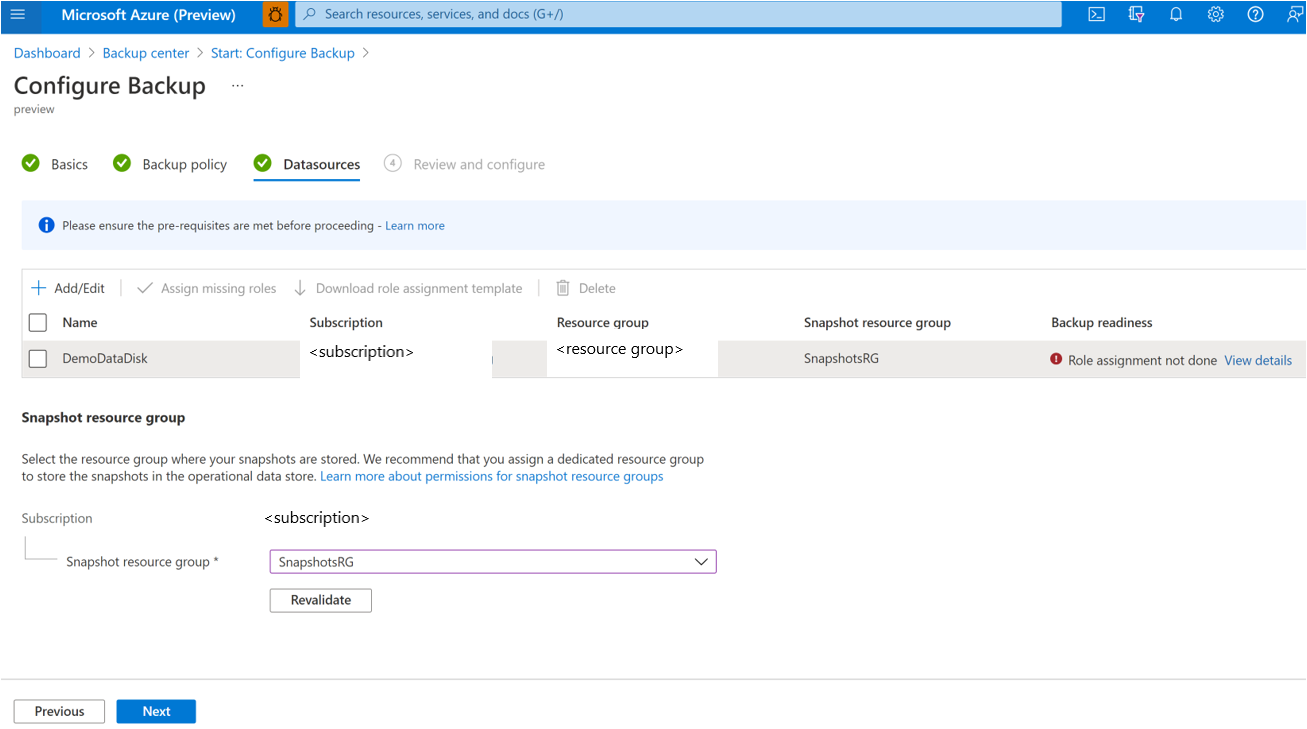 Microsoft Azure (Preview) Search resources, services, and docs (G+/)
Dashboard > Backup center > Start: Configure Backup >
Configure Backup ...
preview
Basics Backup policy Datasources 4 Review and configure
Please ensure the pre-requisites are met before proceeding - Learn more
Add/Edit Assign missing roles Download role assignment template Delete
Name Subscription Resource group Snapshot resource group Backup readiness
DemoDataDisk <subscription> <resource group> SnapshotsRG Role assignment not done View details
Snapshot resource group
Select the resource group where your snapshots are stored. We recommend that you assign a dedicated resource group
to store the snapshots in the operational data store. Learn more about permissions for snapshot resource groups
Subscription <subscription>
Snapshot resource group * SnapshotsRG
Revalidate
Previous Next